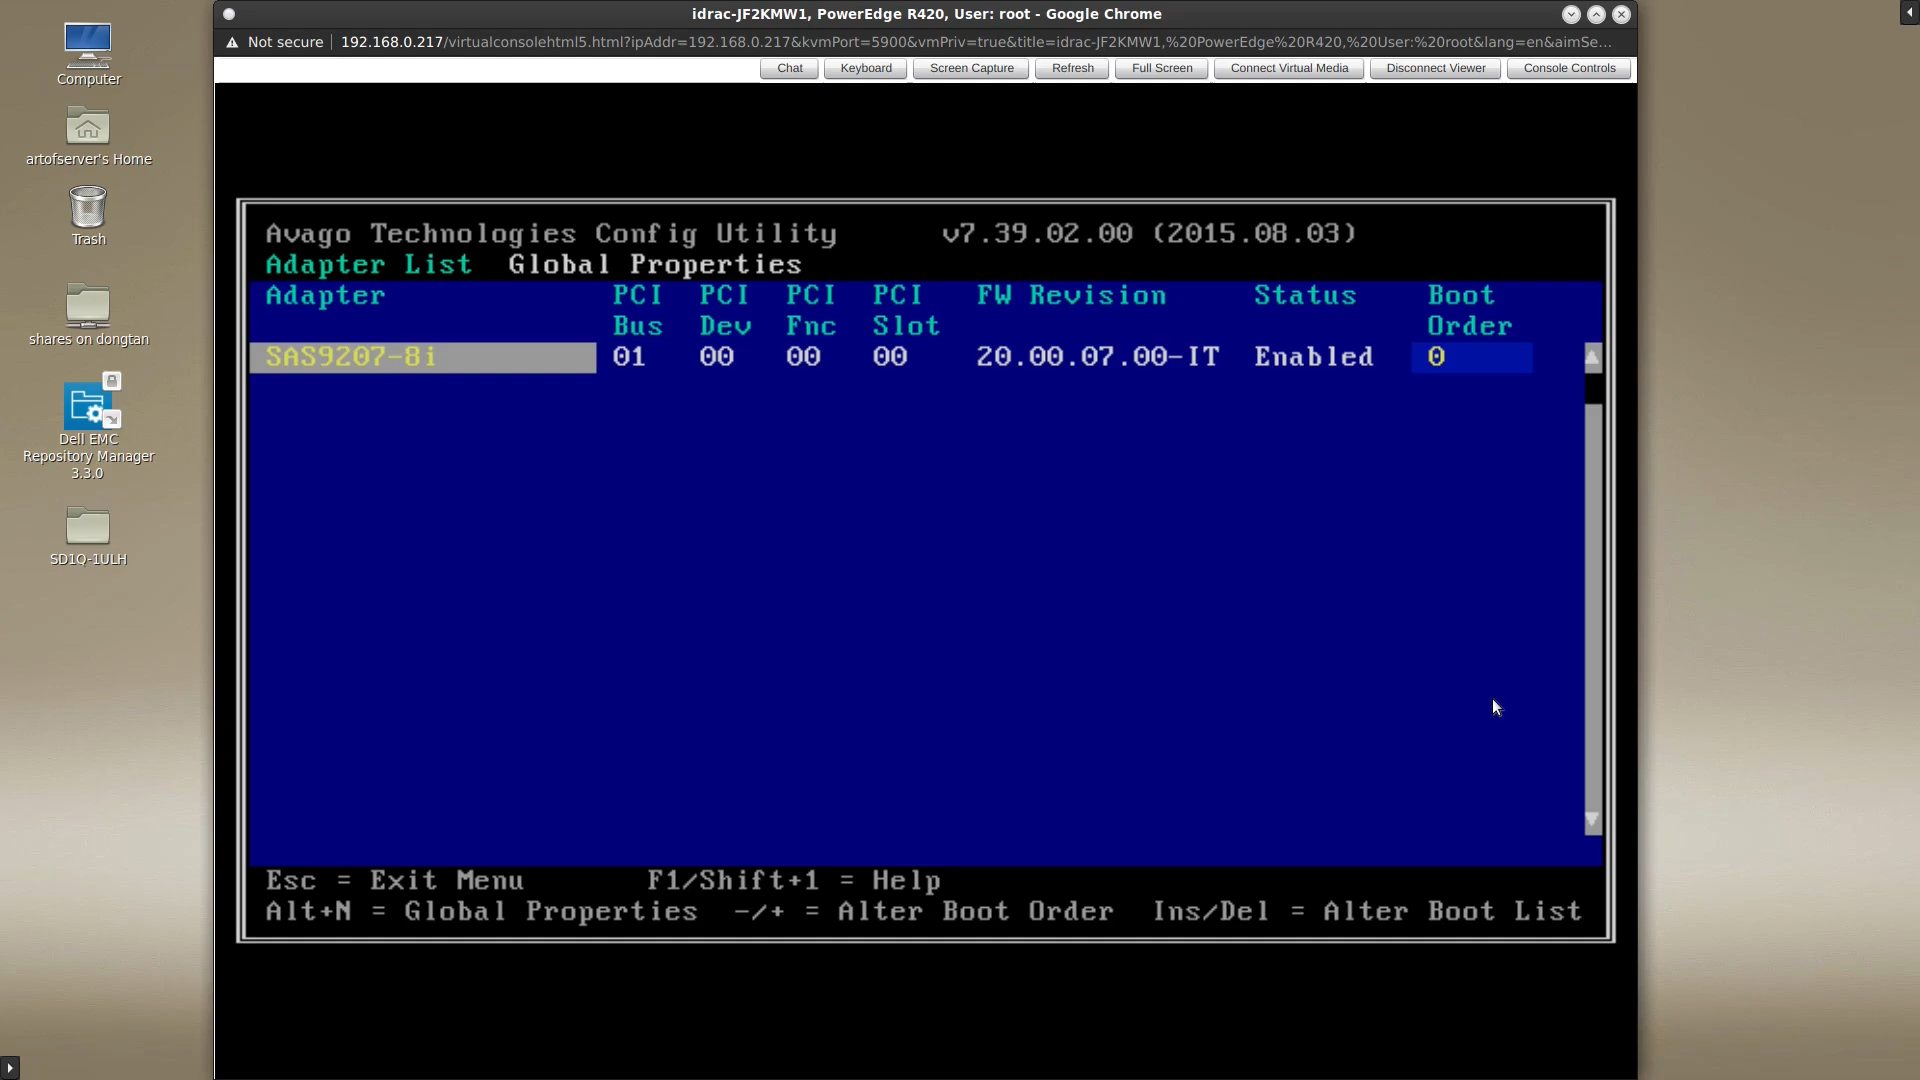 idrac-JF2KMW1, PowerEdge R420, User: root - Google Chrome
Not secure | 192.168.0.217/virtualconsolehtml5.html?ipAddr=192.168.0.217&kvmPort=5900&vmPriv=true&title=idrac-JF2KMW1,%20PowerEdge%20R420,%20User:%20root&lang=en&aimSe...
Chat Keyboard Screen Capture Refresh Full Screen Connect Virtual Media Disconnect Viewer Console Controls
Computer
artofserver's Home
Trash
shares on dongtan
Dell EMC
Repository Manager
3.3.0
SD1Q-1ULH
Avago Technologies Config Utility v7.39.02.00 (2015.08.03)
Adapter List Global Properties
Adapter PCI PCI PCI PCI FW Revision Status Boot
Bus Dev Fnc Slot Order
SAS9207-8i 01 00 00 00 20.00.07.00-IT Enabled 0
Esc = Exit Menu F1/Shift+1 = Help
Alt+N = Global Properties -/+ = Alter Boot Order Ins/Del = Alter Boot List